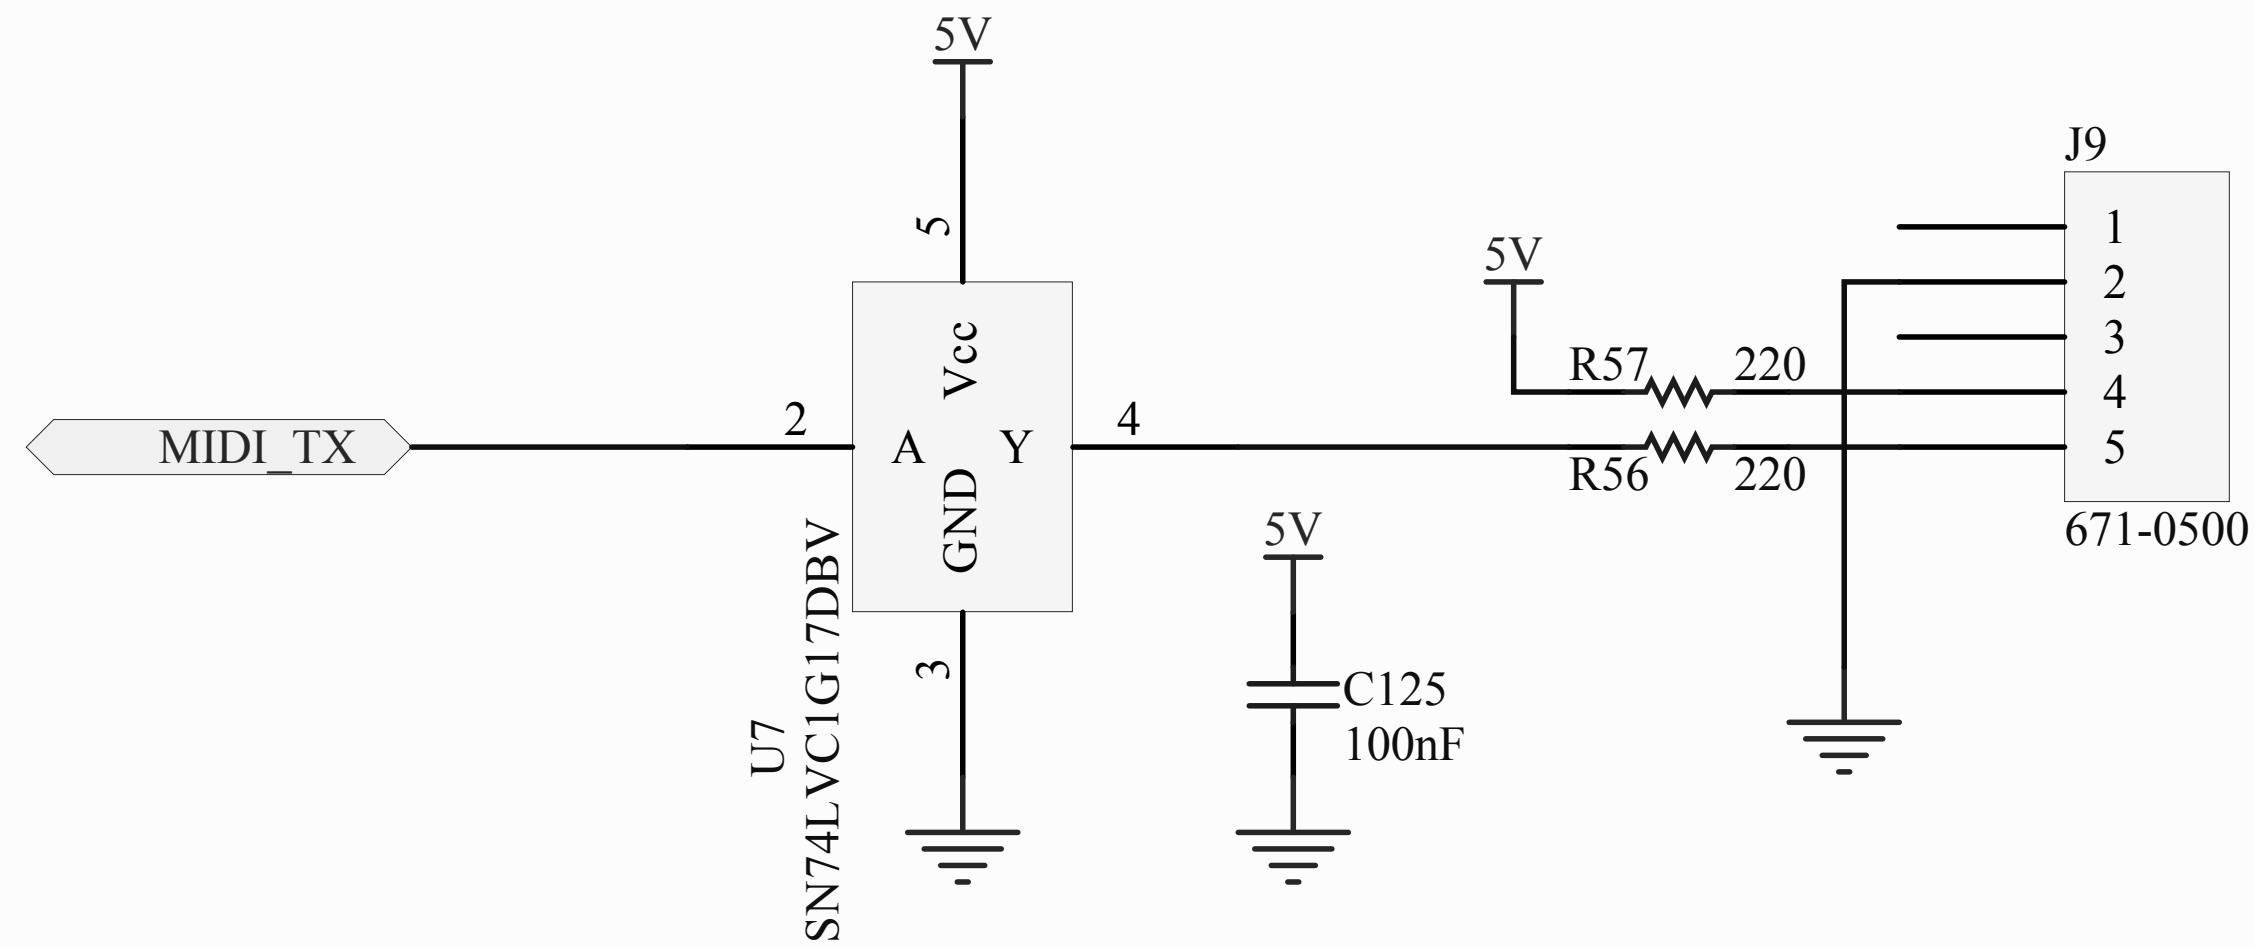 5V
5
Vcc
MIDI_TX
2
A
Y
4
GND
3
U7
SN74LVC1G17DBV
5V
R57
220
R56
220
5V
C125
100nF
J9
1
2
3
4
5
671-0500